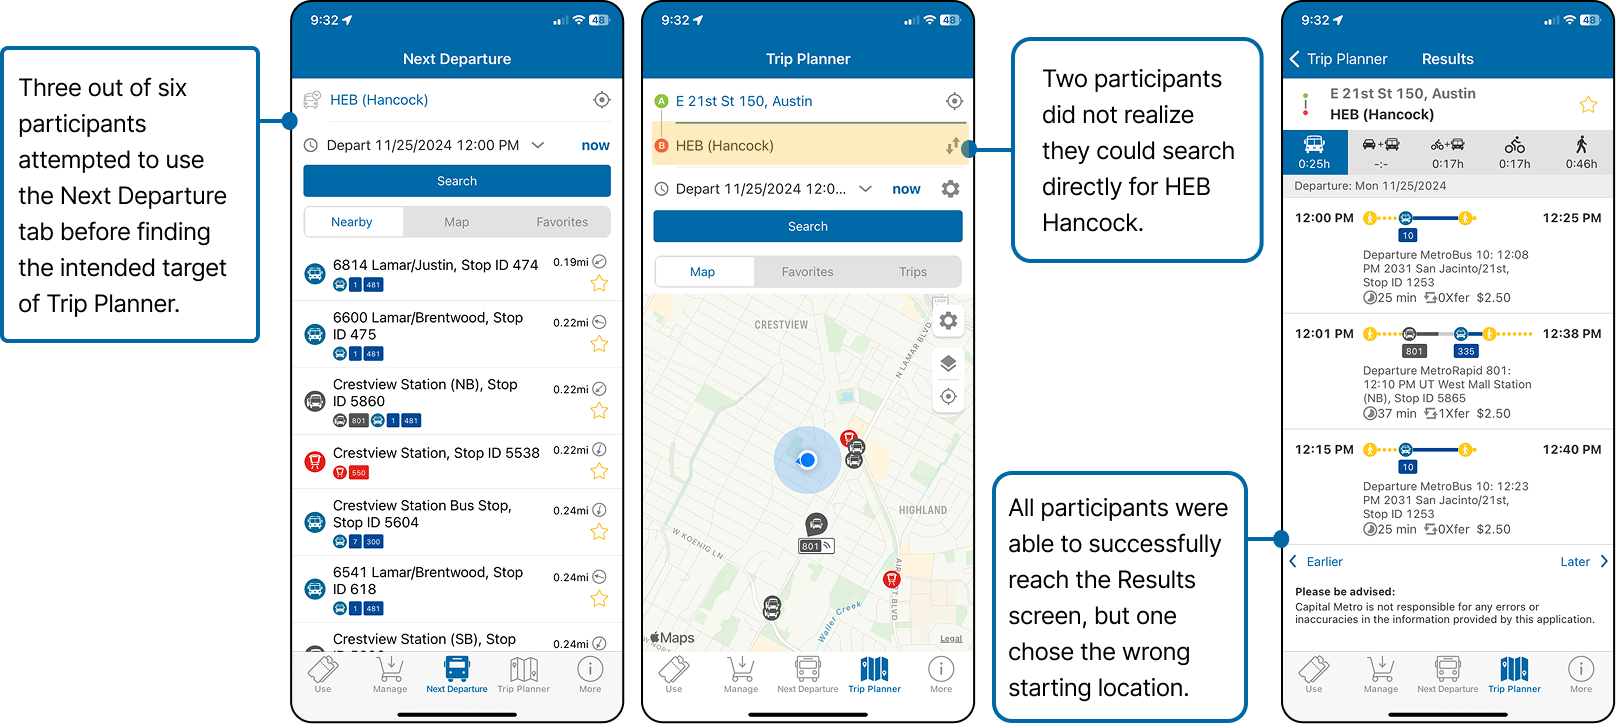 Three out of six
participants
attempted to use
the Next Departure
tab before finding
the intended target
of Trip Planner.
9:32
48
Next Departure
HEB (Hancock)
Depart 11/25/2024 12:00 PM
now
Search
Nearby
Map
Favorites
6814 Lamar/Justin, Stop ID 474
0.19mi
1 481
6600 Lamar/Brentwood, Stop
ID 475
0.22mi
1 481
Crestview Station (NB), Stop
ID 5860
0.22mi
801 1 481
Crestview Station, Stop ID 5538
0.22mi
550
Crestview Station Bus Stop,
Stop ID 5604
0.24mi
7 300
6541 Lamar/Brentwood, Stop
ID 618
0.24mi
1 481
Crestview Station (SB), Stop
0.24mi
Use
Manage
Next Departure
Trip Planner
More
9:32
48
Trip Planner
A E 21st St 150, Austin
B HEB (Hancock)
Depart 11/25/2024 12:0...
now
Search
Map
Favorites
Trips
CRESTVIEW
N LAMAR BLVD
HIGHLAND
W KOENIG LN
801
AIRPORT BLVD
Waller Creek
Maps
Legal
Use
Manage
Next Departure
Trip Planner
More
Two participants
did not realize
they could search
directly for HEB
Hancock.
All participants were
able to successfully
reach the Results
screen, but one
chose the wrong
starting location.
9:32
48
Trip Planner
Results
E 21st St 150, Austin
HEB (Hancock)
0:25h
+
-:-
+
0:17h
0:17h
0:46h
Departure: Mon 11/25/2024
12:00 PM
12:25 PM
10
Departure MetroBus 10: 12:08
PM 2031 San Jacinto/21st,
Stop ID 1253
25 min 0Xfer $2.50
12:01 PM
12:38 PM
801
335
Departure MetroRapid 801:
12:10 PM UT West Mall Station
(NB), Stop ID 5865
37 min 1Xfer $2.50
12:15 PM
12:40 PM
10
Departure MetroBus 10: 12:23
PM 2031 San Jacinto/21st,
Stop ID 1253
25 min 0Xfer $2.50
Earlier
Later
Please be advised:
Capital Metro is not responsible for any errors or
inaccuracies in the information provided by this application.
Use
Manage
Next Departure
Trip Planner
More